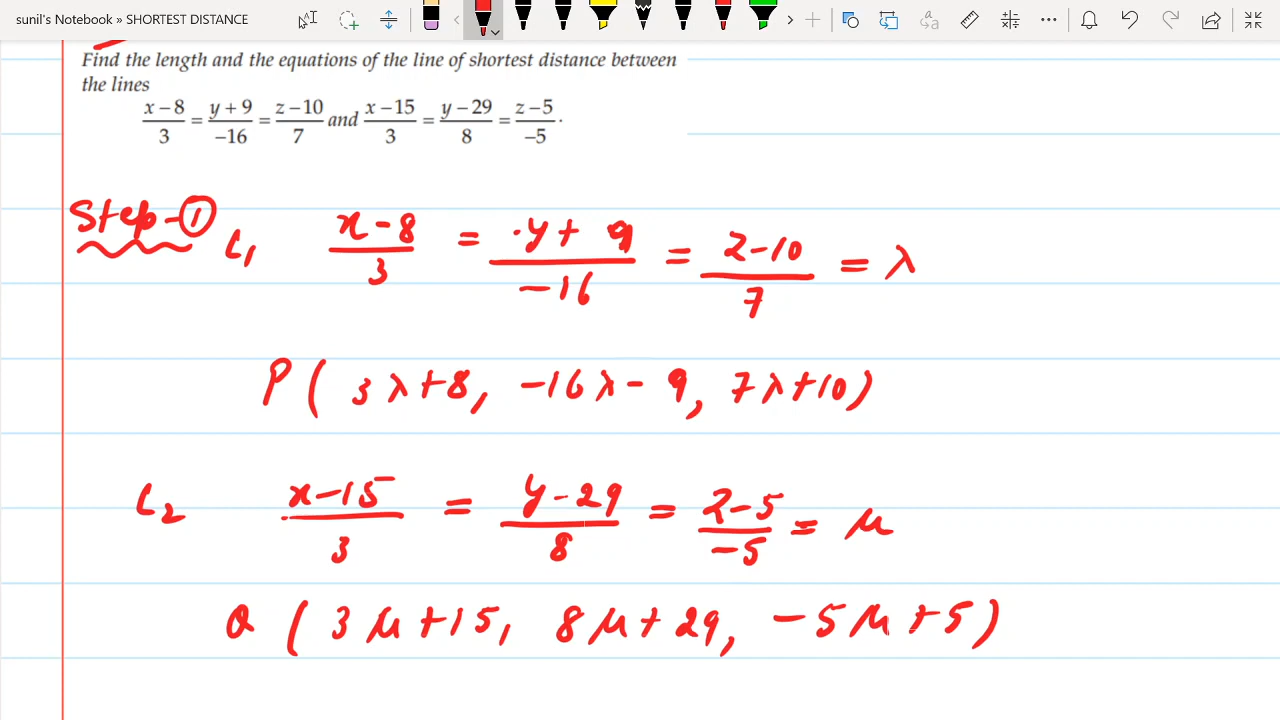 sunil's Notebook » SHORTEST DISTANCE
Find the length and the equations of the line of shortest distance between
the lines
(x − 8)/3 = (y + 9)/−16 = (z − 10)/7 and (x − 15)/3 = (y − 29)/8 = (z − 5)/−5 .
Step-①
L₁ (x − 8)/3 = (·y + 9)/−16 = (z − 10)/7 = λ
P ( 3λ+8, −16λ − 9, 7λ+10)
L₂ (x − 15)/3 = (y − 29)/8 = (z − 5)/−5 = μ
Q ( 3μ+15, 8μ+29, −5μ+5)